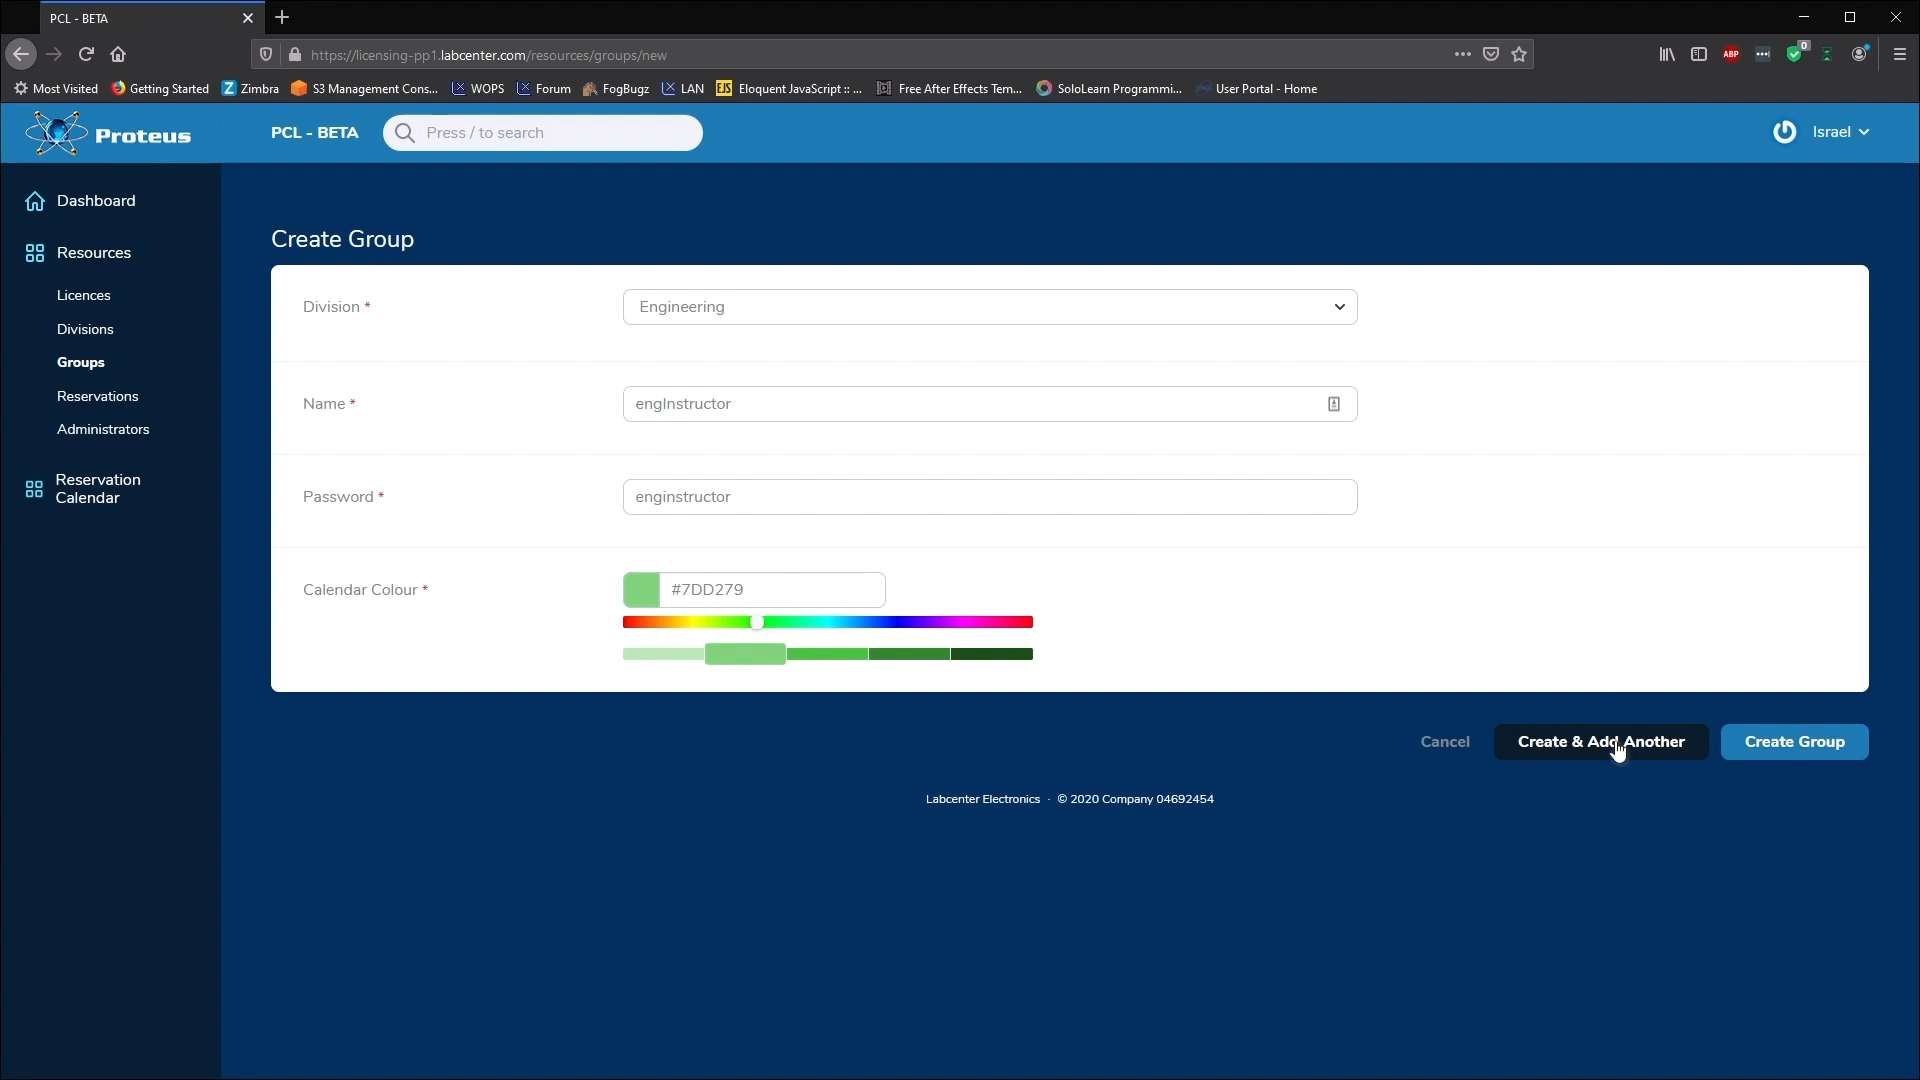 PCL - BETA
https://licensing-pp1.labcenter.com/resources/groups/new
ABP
0
Most Visited
Getting Started
Z Zimbra
S3 Management Cons...
WOPS
Forum
FogBugz
LAN
EJS Eloquent JavaScript :: ...
Free After Effects Tem...
SoloLearn Programmi...
User Portal - Home
Proteus
PCL - BETA
Press / to search
Israel
Dashboard
Resources
Licences
Divisions
Groups
Reservations
Administrators
Reservation
Calendar
Create Group
Division *
Engineering
Name *
engInstructor
Password *
enginstructor
Calendar Colour *
#7DD279
Cancel
Create & Add Another
Create Group
Labcenter Electronics · © 2020 Company 04692454